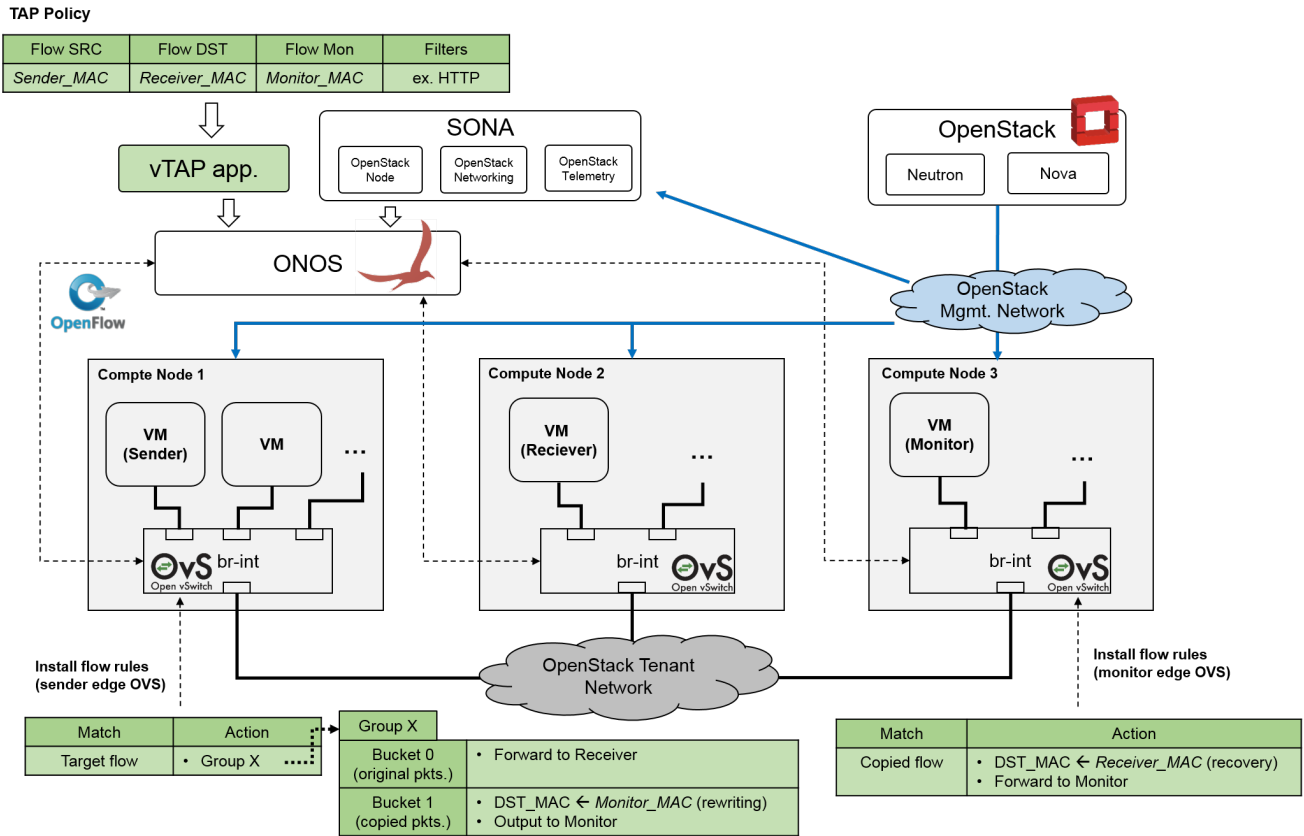 TAP Policy
Flow SRC Flow DST Flow Mon Filters
Sender_MAC Receiver_MAC Monitor_MAC ex. HTTP
SONA
OpenStack
Node
OpenStack
Networking
OpenStack
Telemetry
OpenStack
Neutron
Nova
vTAP app.
ONOS
OpenFlow
OpenStack
Mgmt. Network
Compte Node 1
VM
(Sender)
VM
...
OvS
Open vSwitch
br-int
Compute Node 2
VM
(Reciever)
...
br-int
OvS
Open vSwitch
Compute Node 3
VM
(Monitor)
...
br-int
OvS
Open vSwitch
OpenStack Tenant
Network
Install flow rules
(sender edge OVS)
Install flow rules
(monitor edge OVS)
Match Action
Target flow • Group X
Group X
Bucket 0
(original pkts.)
• Forward to Receiver
Bucket 1
(copied pkts.)
• DST_MAC ← Monitor_MAC (rewriting)
• Output to Monitor
Match Action
Copied flow
• DST_MAC ← Receiver_MAC (recovery)
• Forward to Monitor